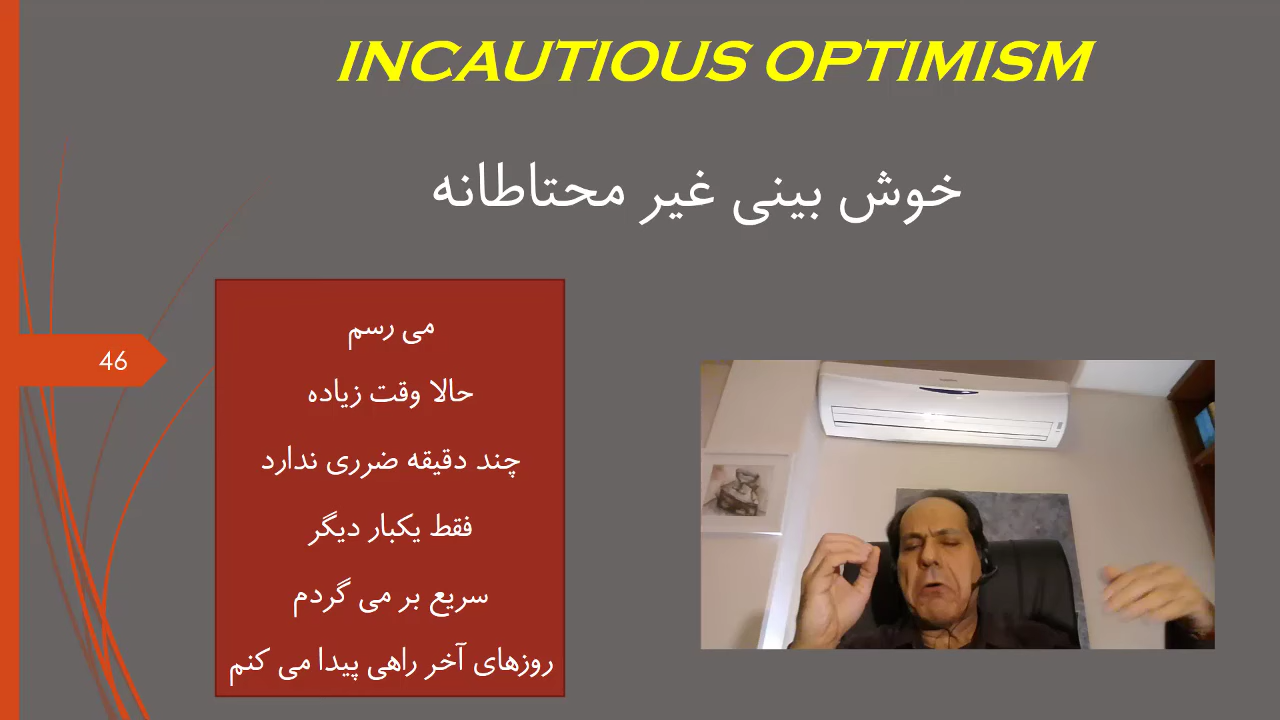 INCAUTIOUS OPTIMISM
خوش بینی غیر محتاطانه
می رسم
حالا وقت زیاده
چند دقیقه ضرری ندارد
فقط یکبار دیگر
سریع بر می گردم
روزهای آخر راهی پیدا می کنم
46